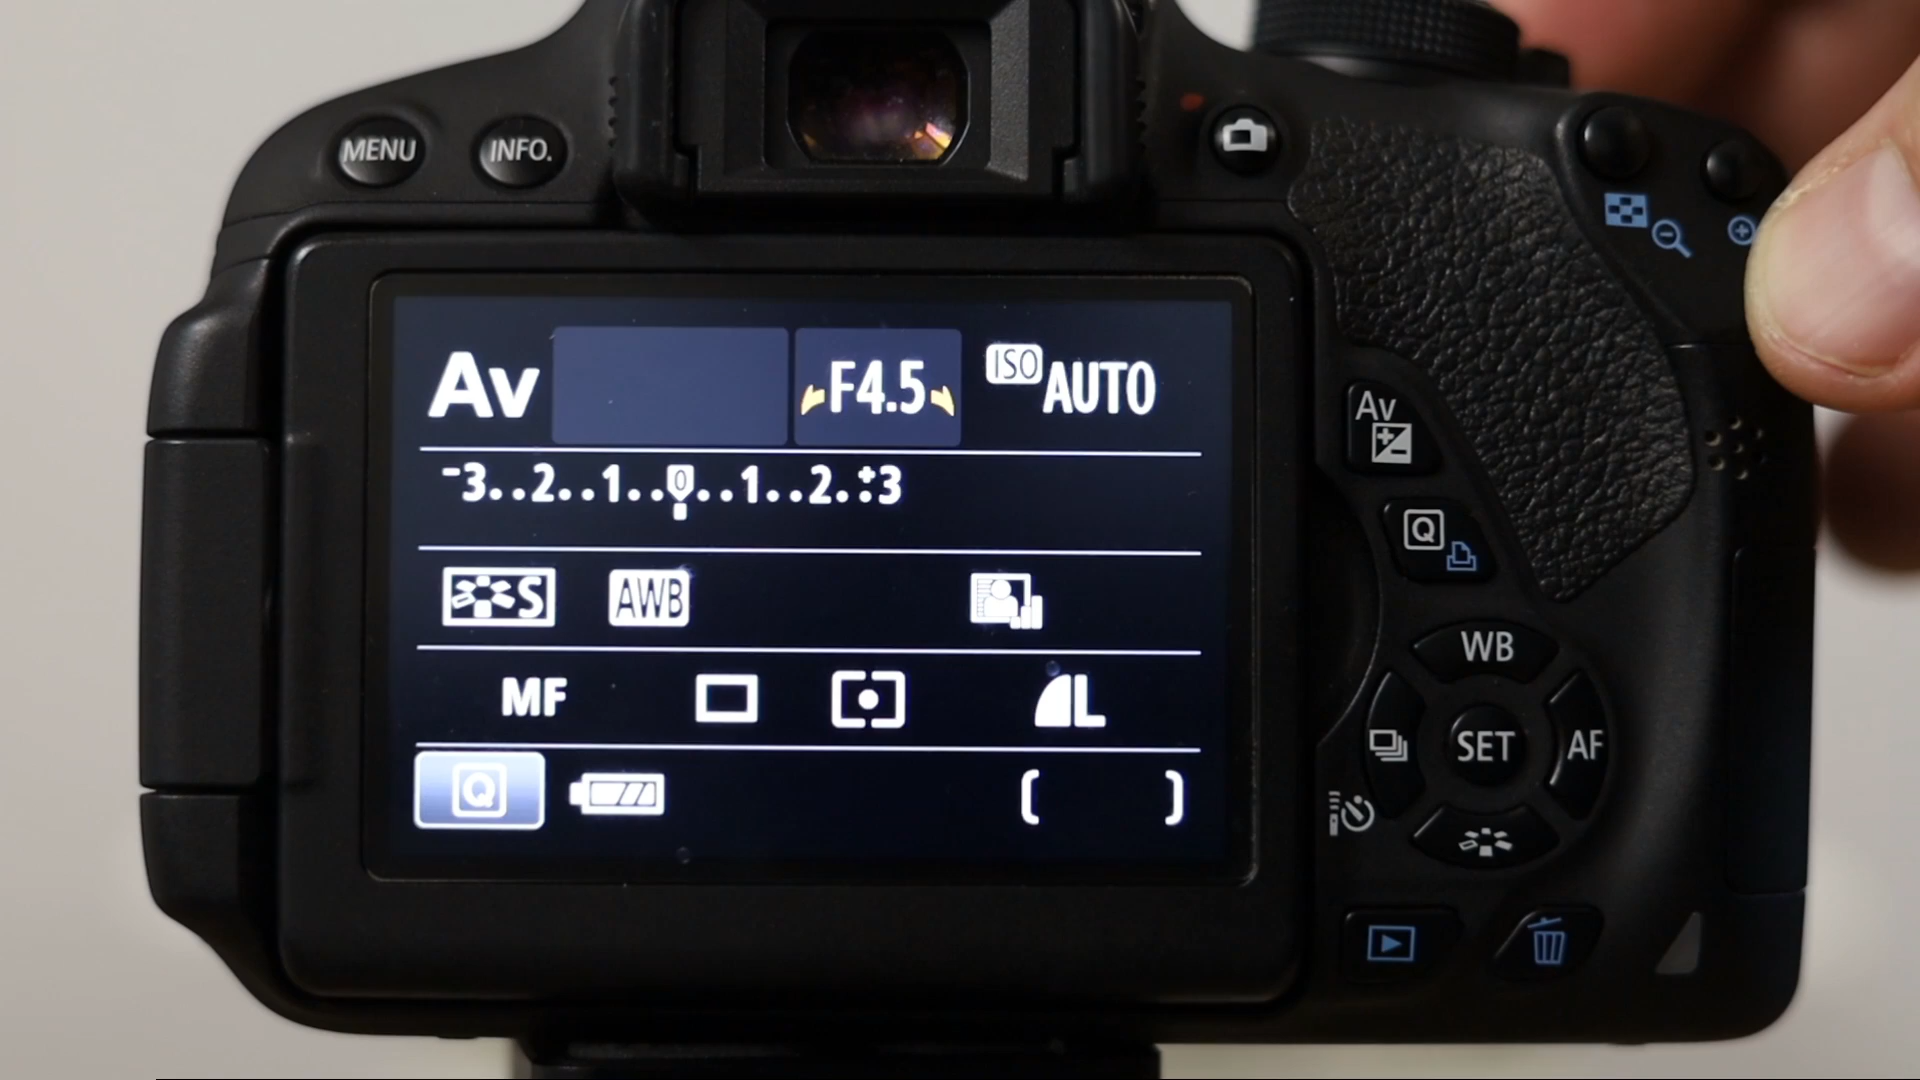 MENU INFO.
Av F4.5 ISO AUTO
-3..2..1..0..1..2..+3
S AWB
MF L
Q
[ ]
Av
Q
WB
SET AF